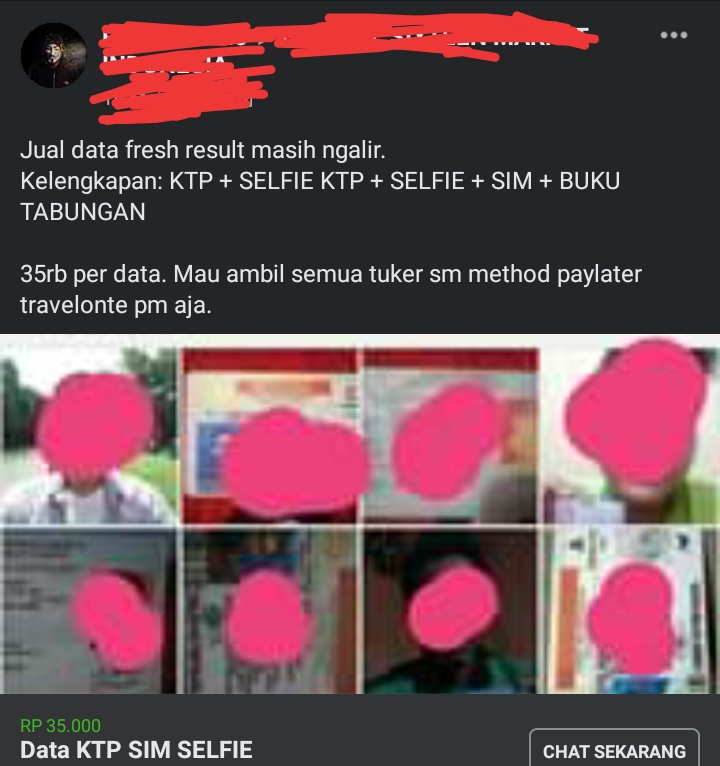 Jual data fresh result masih ngalir.
Kelengkapan: KTP + SELFIE KTP + SELFIE + SIM + BUKU
TABUNGAN
35rb per data. Mau ambil semua tuker sm method paylater
travelonte pm aja.
RP 35.000
Data KTP SIM SELFIE
CHAT SEKARANG